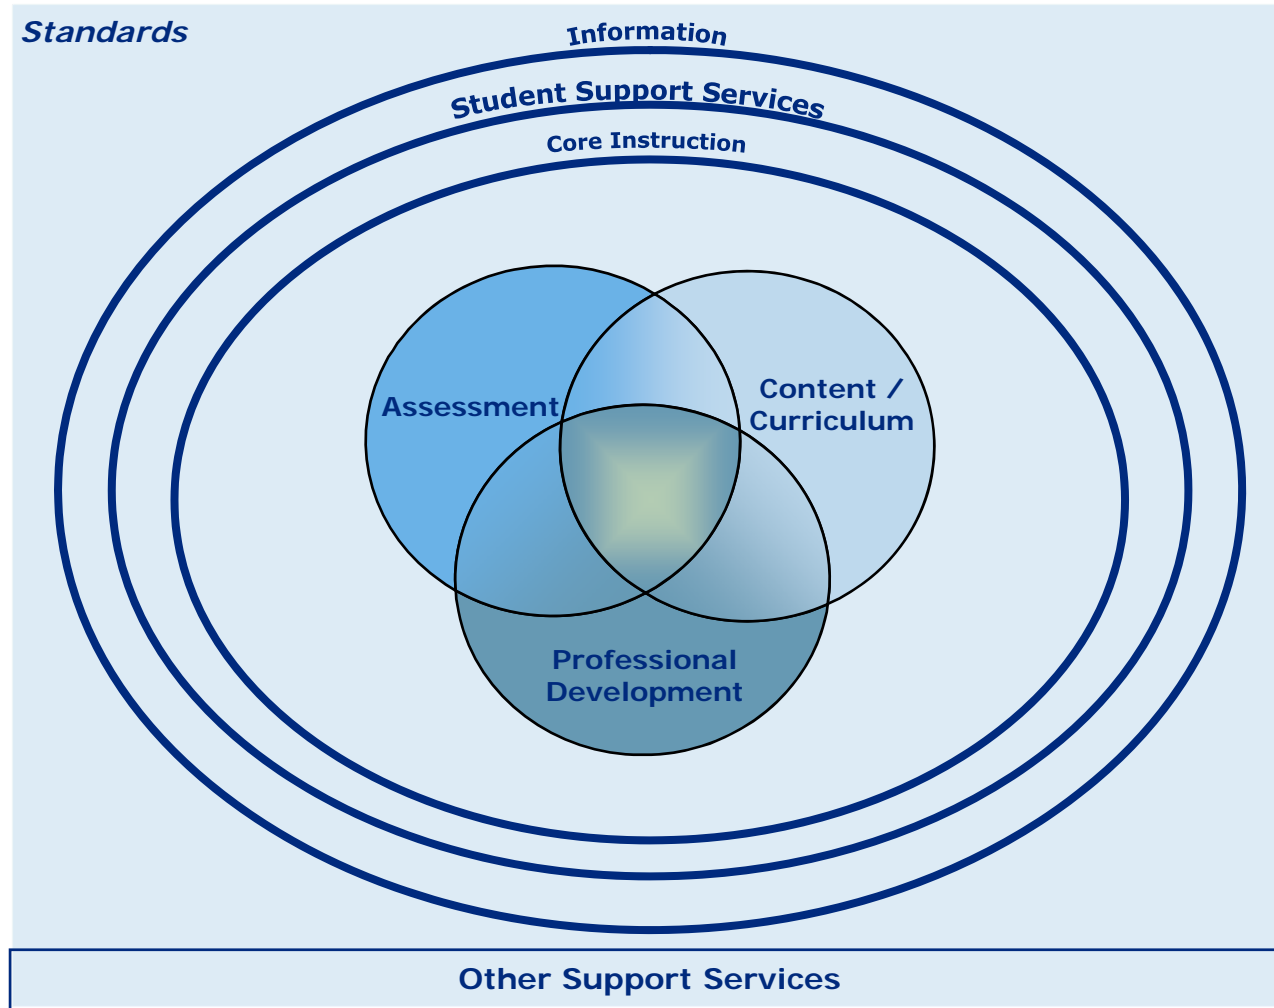 Standards
Information
Student Support Services
Core Instruction
Assessment
Content /
Curriculum
Professional
Development
Other Support Services